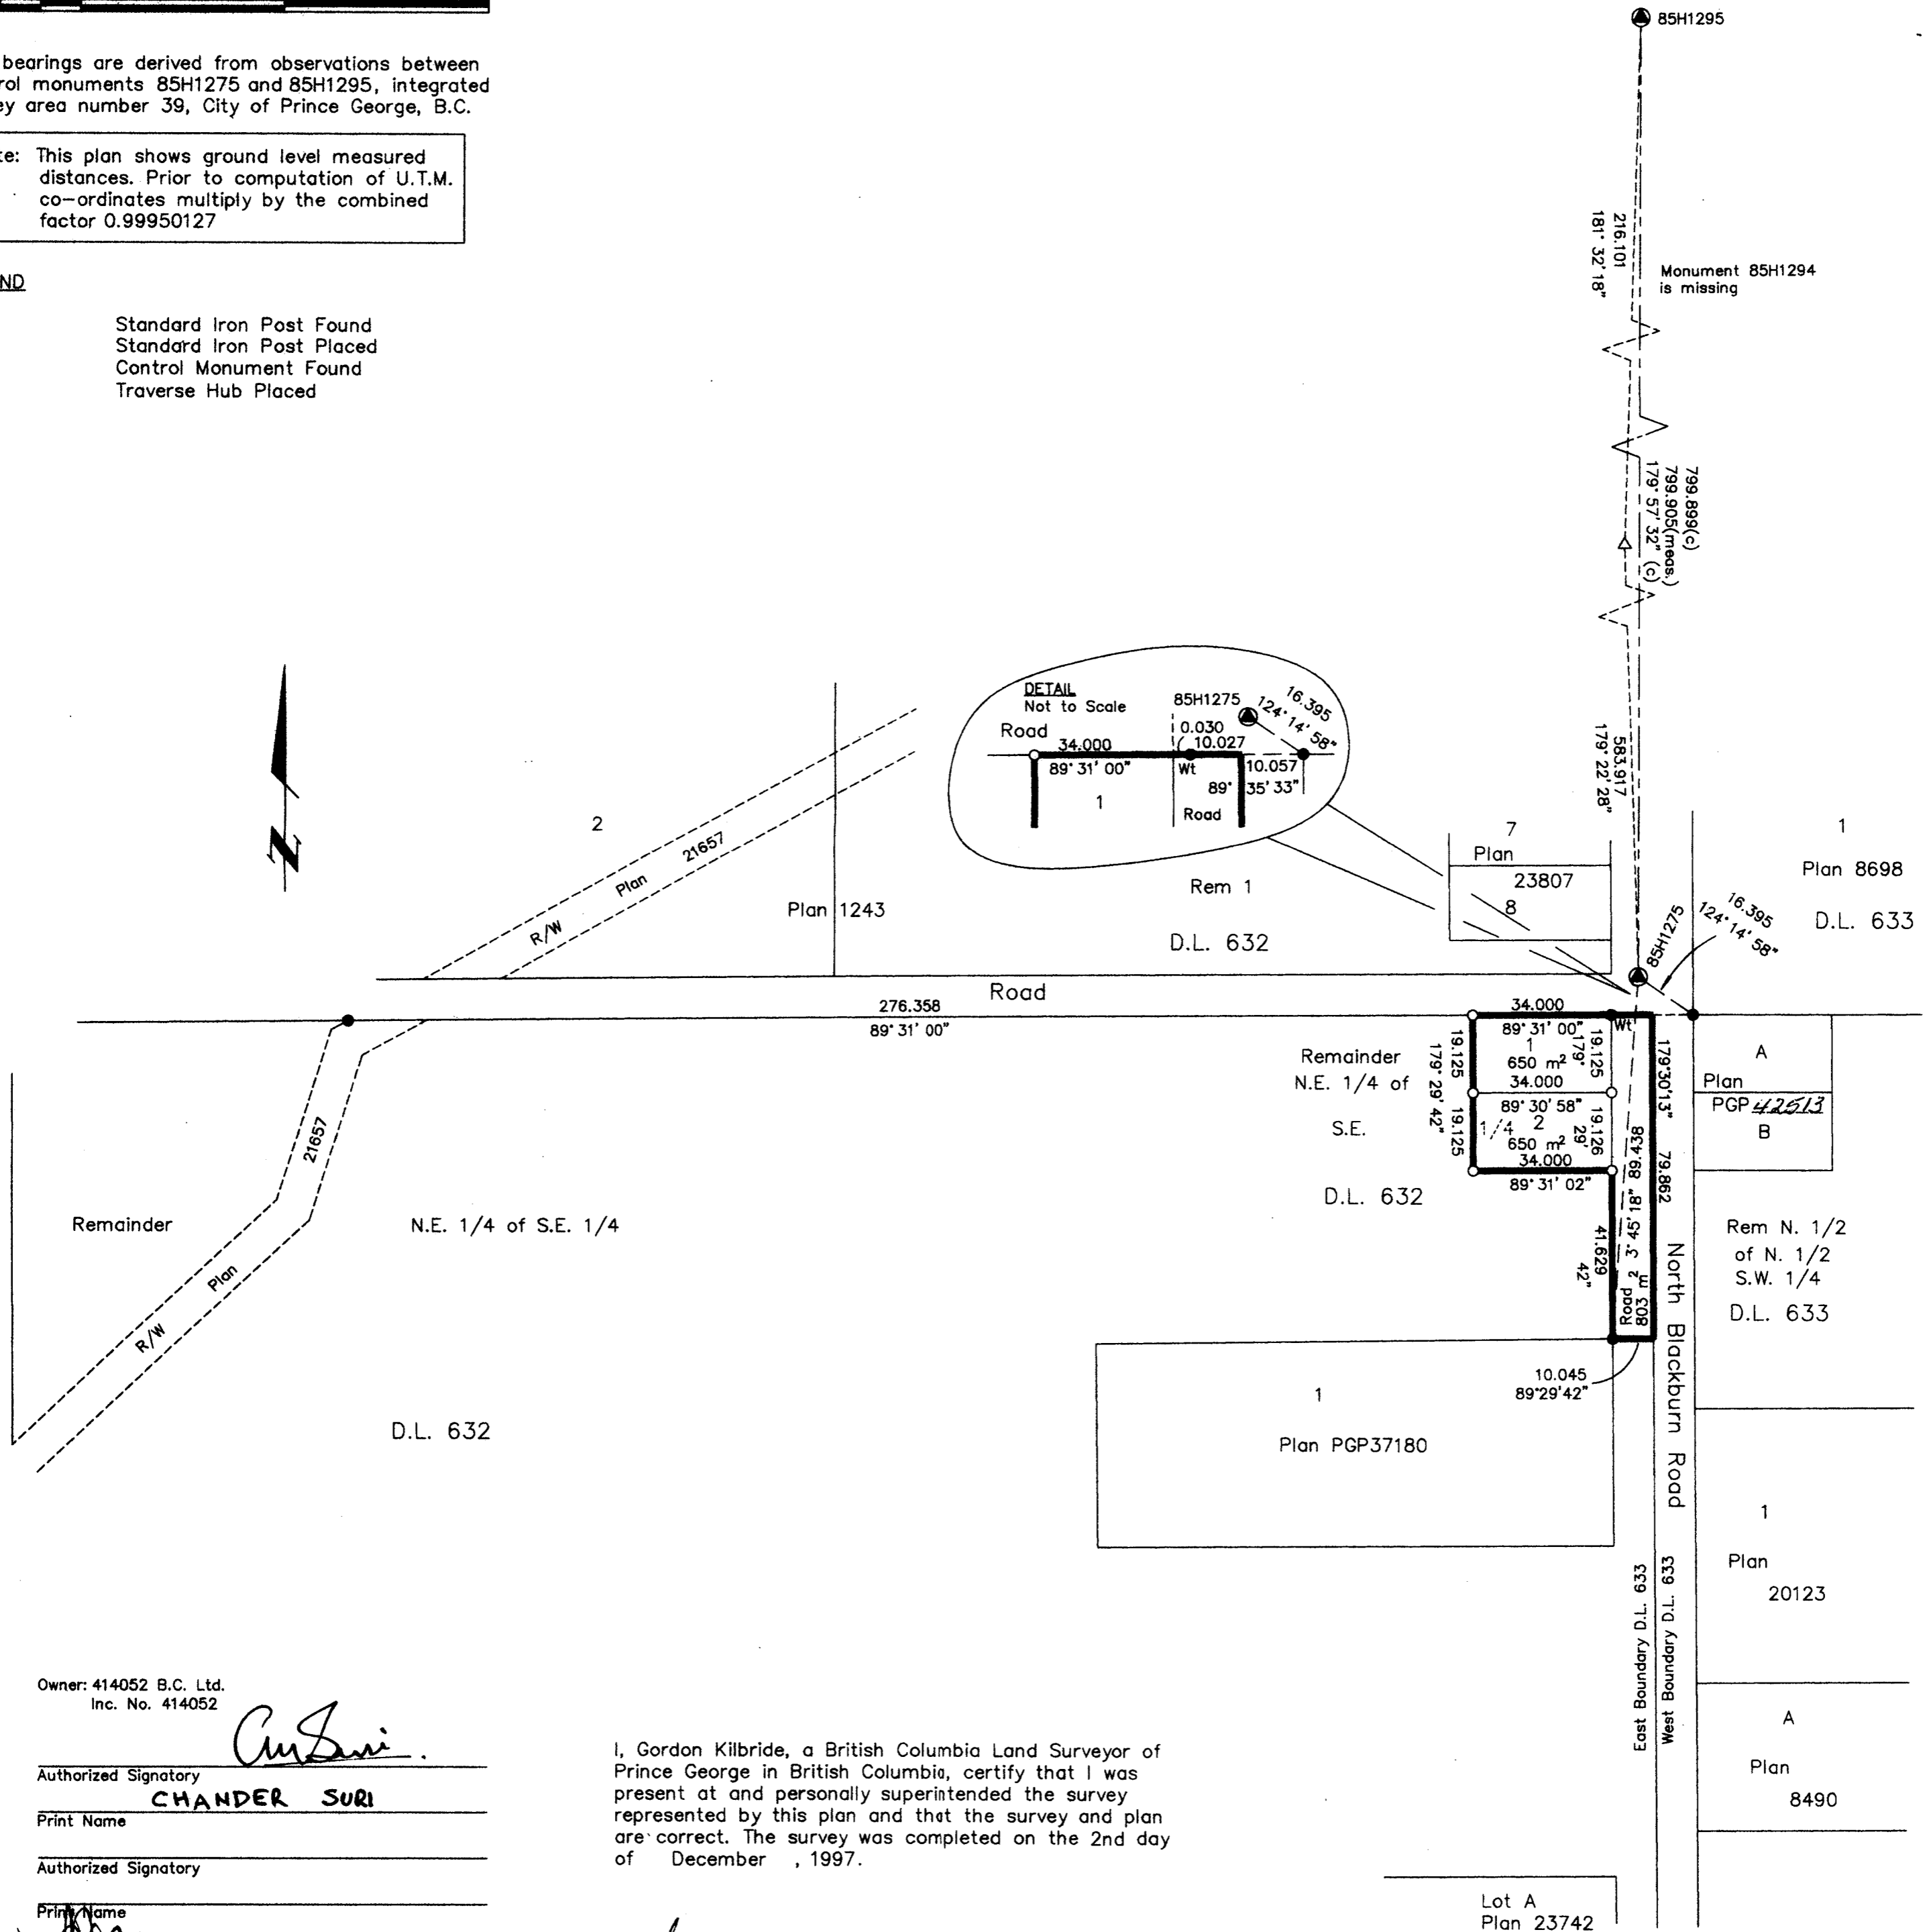 85H1295
bearings are derived from observations between
rol monuments 85H1275 and 85H1295, integrated
ey area number 39, City of Prince George, B.C.
te: This plan shows ground level measured
distances. Prior to computation of U.T.M.
co-ordinates multiply by the combined
factor 0.99950127
ND
Standard Iron Post Found
Standard Iron Post Placed
Control Monument Found
Traverse Hub Placed
216.101
181° 32' 18"
Monument 85H1294
is missing
799.899(c)
799.905(meas.)
179° 57' 32" (c)
583.917
179° 22' 28"
DETAIL
Not to Scale
85H1275
16.395
124° 14' 58"
Road
34.000
0.030
10.027
89° 31' 00"
Wt
10.057
89° 35' 33"
1
Road
N
2
R/W Plan 21657
Plan 1243
Rem 1
D.L. 632
7
Plan
23807
8
1
Plan 8698
D.L. 633
85H1275
16.395
124° 14' 58"
Road
276.358
89° 31' 00"
34.000
89° 31' 00"
Wt
1
650 m²
19.125
179°
19.125
34.000
89° 30' 58"
179° 29' 42"
19.125
1/4 2
650 m²
19.126
29'
34.000
89° 31' 02"
Remainder
N.E. 1/4 of
S.E.
D.L. 632
41.629
42"
Road
803 m²
3° 45' 18" 89.438
179°30'13"
79.862
North Blackburn Road
A
Plan
PGP 42513
B
Rem N. 1/2
of N. 1/2
S.W. 1/4
D.L. 633
21657
Remainder
N.E. 1/4 of S.E. 1/4
R/W Plan
D.L. 632
10.045
89°29'42"
1
Plan PGP37180
1
Plan
20123
East Boundary D.L. 633
West Boundary D.L. 633
A
Plan
8490
Owner: 414052 B.C. Ltd.
Inc. No. 414052
Authorized Signatory
CHANDER SURI
Print Name
Authorized Signatory
Print Name
I, Gordon Kilbride, a British Columbia Land Surveyor of
Prince George in British Columbia, certify that I was
present at and personally superintended the survey
represented by this plan and that the survey and plan
are correct. The survey was completed on the 2nd day
of December , 1997.
Lot A
Plan 23742